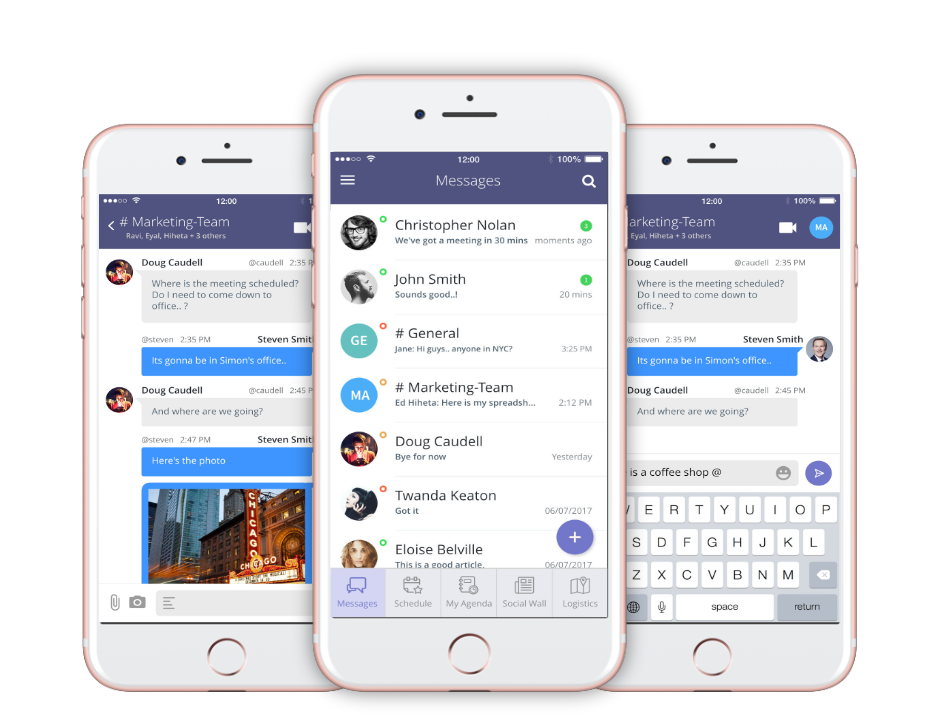 12:00
# Marketing-Team
Ravi, Eyal, Hiheta + 3 others
Doug Caudell @caudell 2:35
Where is the meeting scheduled?
Do I need to come down to
office.. ?
@steven 2:35 PM Steven Smit
Its gonna be in Simon's office..
Doug Caudell @caudell 2:45
And where are we going?
@steven 2:47 PM Steven Smit
Here's the photo
CHICAGO
CHICAGO
12:00 100%
Messages
Christopher Nolan 3
We've got a meeting in 30 mins moments ago
John Smith 1
Sounds good..! 20 mins
GE # General
Jane: Hi guys.. anyone in NYC? 3:25 PM
MA # Marketing-Team
Ed Hiheta: Here is my spreadsh... 2:12 PM
Doug Caudell
Bye for now Yesterday
Twanda Keaton
Got it 06/07/2017
+
Eloise Belville
This is a good article. 06/07/2017
Messages Schedule My Agenda Social Wall Logistics
12:00 100%
arketing-Team MA
Eyal, Hiheta + 3 others
Doug Caudell @caudell 2:35 PM
Where is the meeting scheduled?
Do I need to come down to
office.. ?
@steven 2:35 PM Steven Smith
Its gonna be in Simon's office..
Doug Caudell @caudell 2:45 PM
And where are we going?
is a coffee shop @
E R T Y U I O P
S D F G H J K L
Z X C V B N M
space return